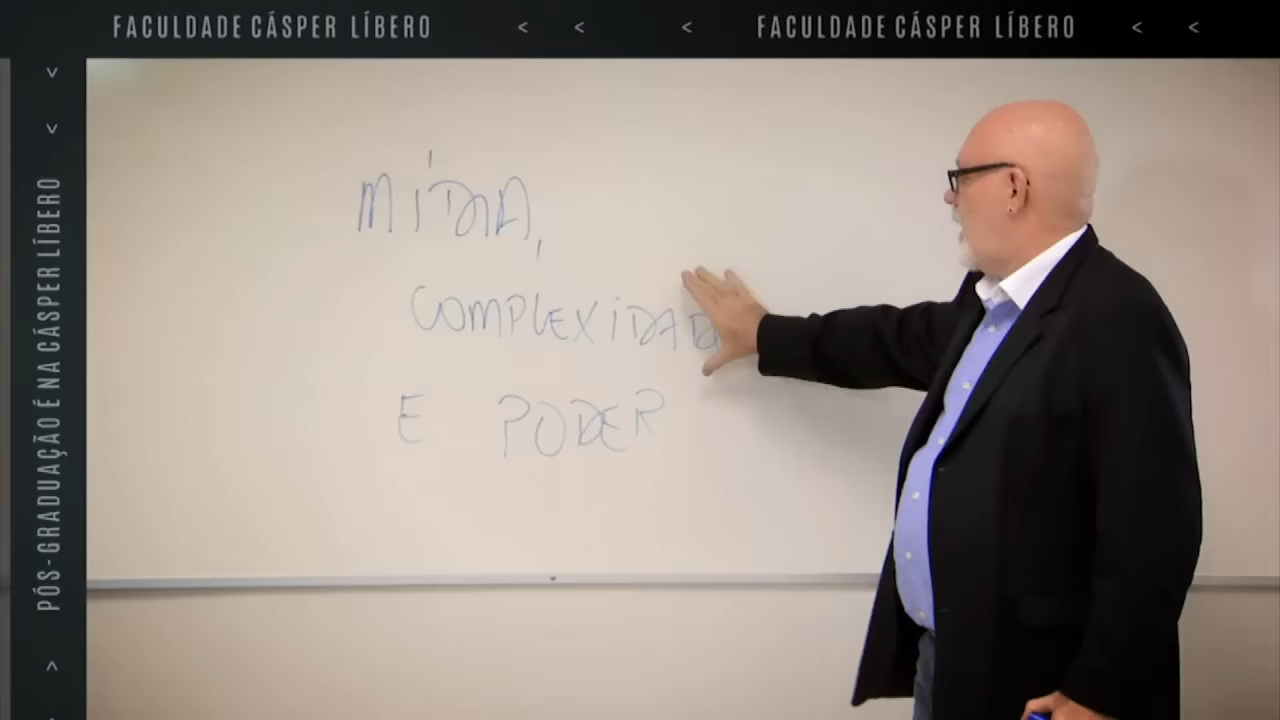 FACULDADE CÁSPER LÍBERO < < < FACULDADE CÁSPER LÍBERO < <
PÓS-GRADUAÇÃO É NA CÁSPER LÍBERO
MÍDIA,
COMPLEXIDAD
E PODER